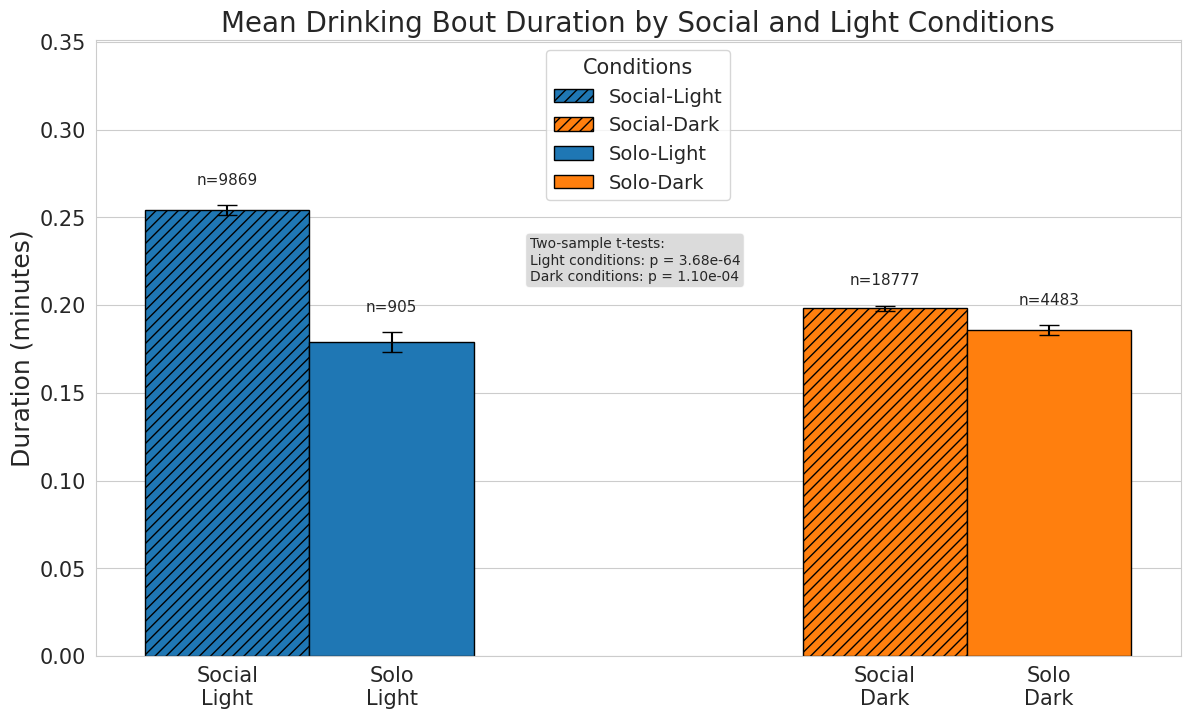 Mean Drinking Bout Duration by Social and Light Conditions
Duration (minutes)
0.35
0.30
0.25
0.20
0.15
0.10
0.05
0.00
Conditions
Social-Light
Social-Dark
Solo-Light
Solo-Dark
n=9869
n=905
Two-sample t-tests:
Light conditions: p = 3.68e-64
Dark conditions: p = 1.10e-04
n=18777
n=4483
Social
Light
Solo
Light
Social
Dark
Solo
Dark